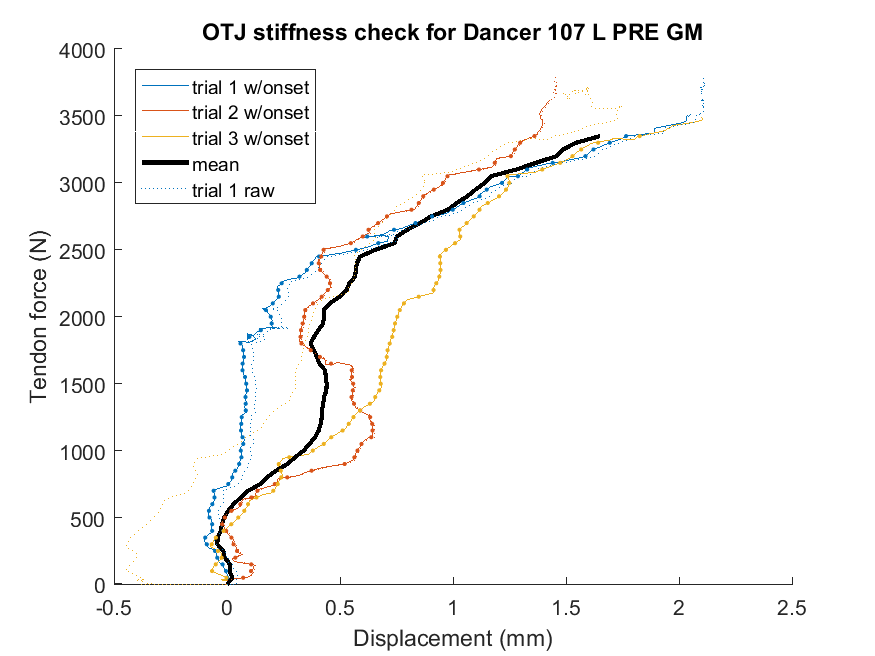 OTJ stiffness check for Dancer 107 L PRE GM
4000
3500
3000
2500
2000
1500
1000
500
0
Tendon force (N)
trial 1 w/onset
trial 2 w/onset
trial 3 w/onset
mean
trial 1 raw
-0.5
0
0.5
1
1.5
2
2.5
Displacement (mm)